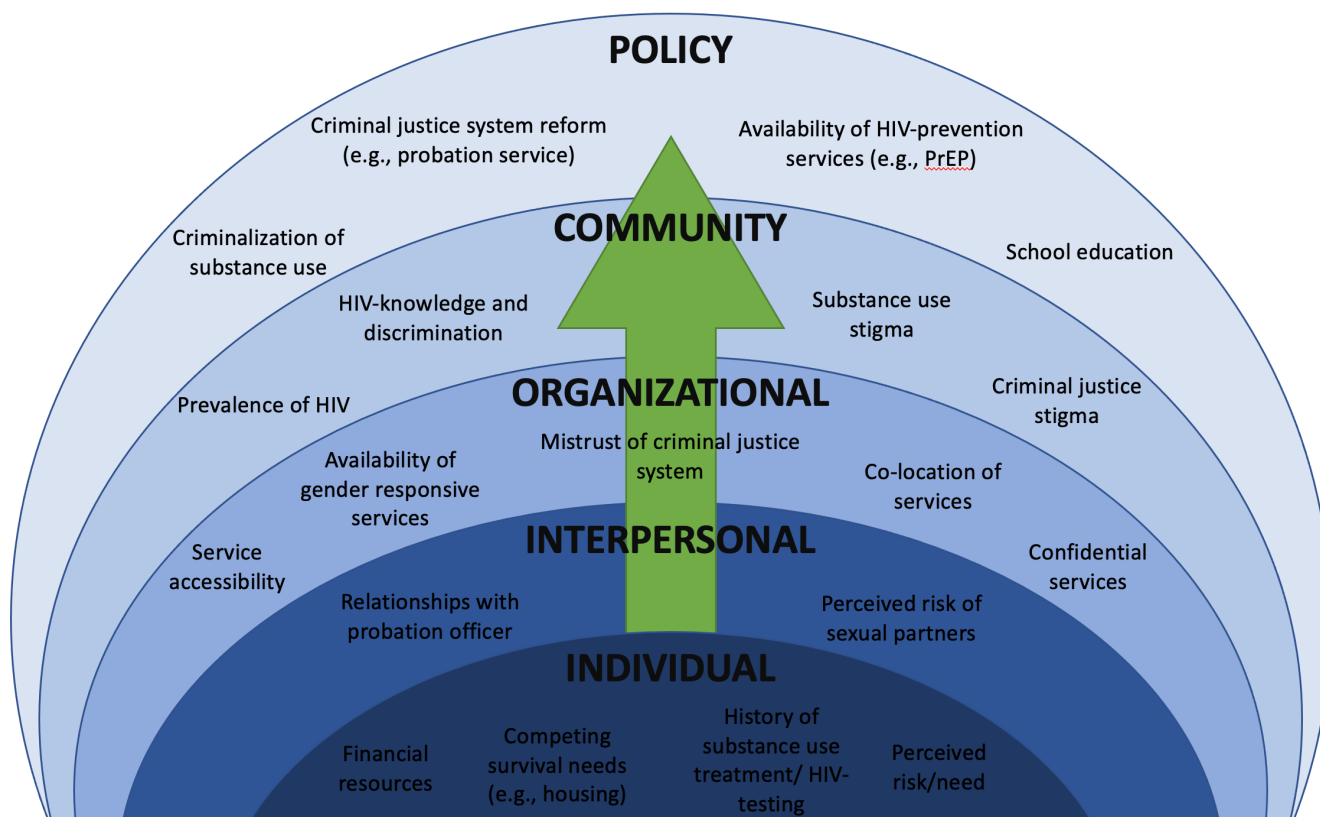 POLICY
Criminal justice system reform
(e.g., probation service)
Availability of HIV-prevention
services (e.g., PrEP)
COMMUNITY
Criminalization of
substance use
School education
HIV-knowledge and
discrimination
Substance use
stigma
Prevalence of HIV
Criminal justice
stigma
ORGANIZATIONAL
Mistrust of criminal justice
system
Availability of
gender responsive
services
Co-location of
services
Service
accessibility
Confidential
services
INTERPERSONAL
Relationships with
probation officer
Perceived risk of
sexual partners
INDIVIDUAL
Financial
resources
Competing
survival needs
(e.g., housing)
History of
substance use
treatment/ HIV-
testing
Perceived
risk/need